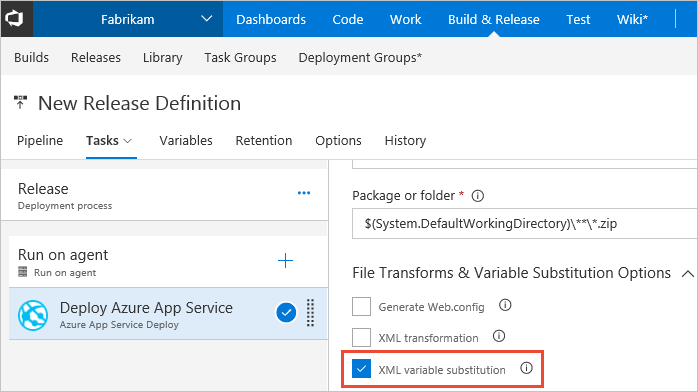 Fabrikam Dashboards Code Work Build & Release Test Wiki*
Builds Releases Library Task Groups Deployment Groups*
New Release Definition
Pipeline Tasks Variables Retention Options History
Release
Deployment process
Package or folder *
$(System.DefaultWorkingDirectory)\**\*.zip
Run on agent
Run on agent
File Transforms & Variable Substitution Options
Deploy Azure App Service
Azure App Service Deploy
Generate Web.config
XML transformation
XML variable substitution